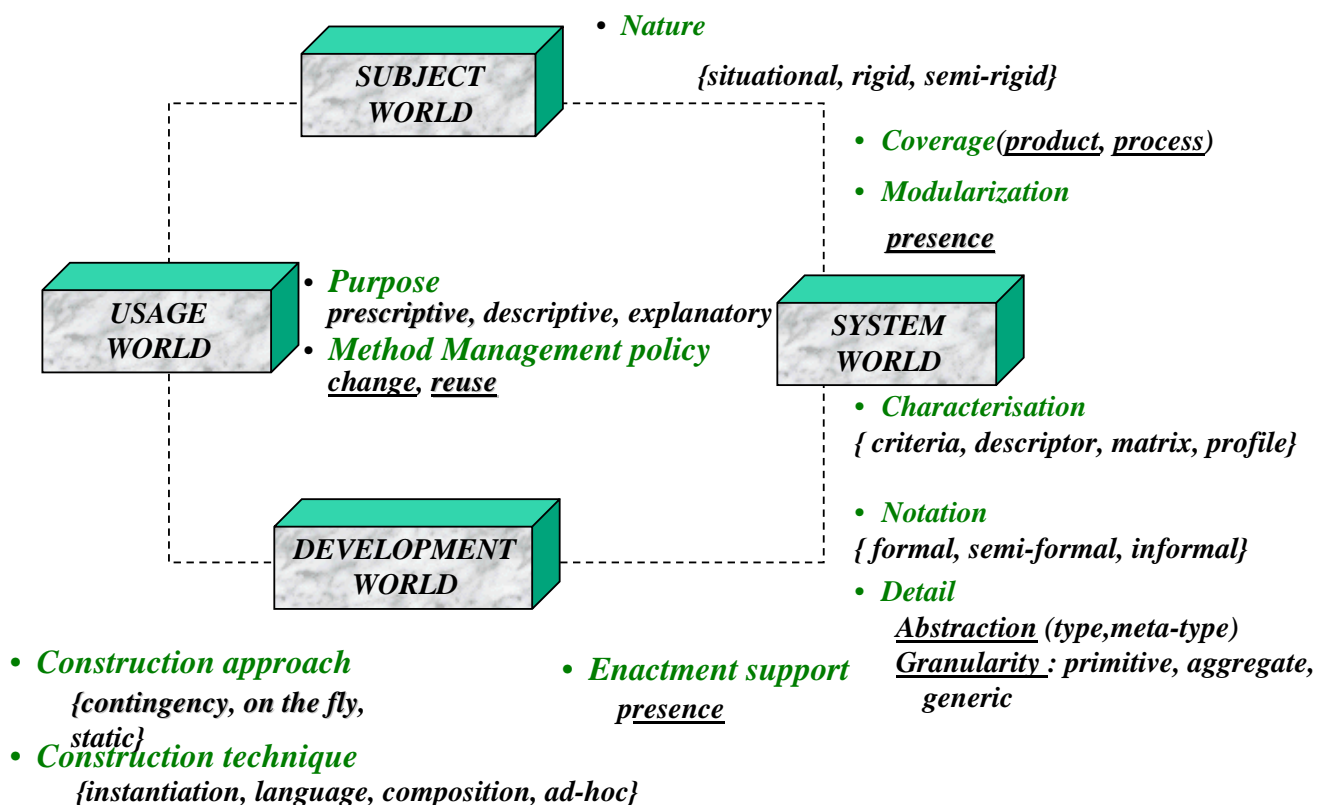 • Nature
{situational, rigid, semi-rigid}
SUBJECT
WORLD
• Coverage(product, process)
• Modularization
presence
USAGE
WORLD
• Purpose
prescriptive, descriptive, explanatory
• Method Management policy
change, reuse
SYSTEM
WORLD
• Characterisation
{ criteria, descriptor, matrix, profile}
• Notation
{ formal, semi-formal, informal}
• Detail
Abstraction (type,meta-type)
Granularity : primitive, aggregate,
generic
DEVELOPMENT
WORLD
• Construction approach
{contingency, on the fly,
static}
• Construction technique
{instantiation, language, composition, ad-hoc}
• Enactment support
presence